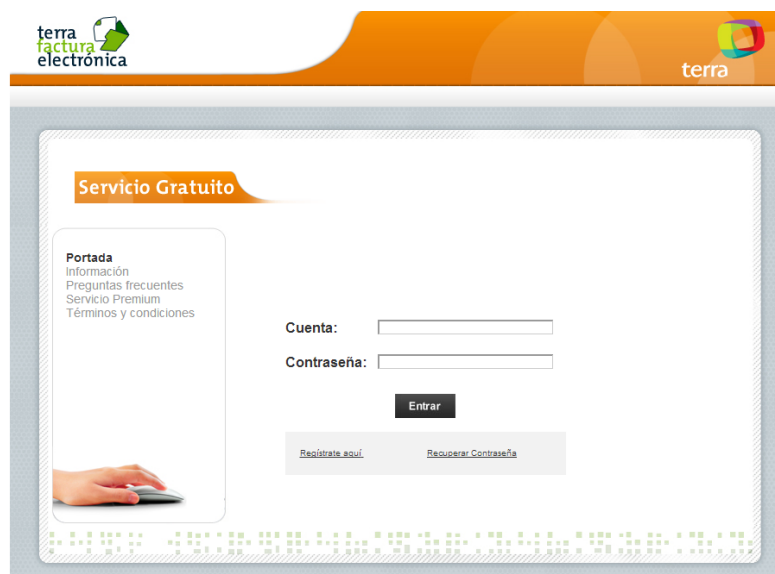 terra
factura
electrónica
terra
Servicio Gratuito
Portada
Información
Preguntas frecuentes
Servicio Premium
Términos y condiciones
Cuenta:
Contraseña:
Entrar
Regístrate aquí
Recuperar Contraseña